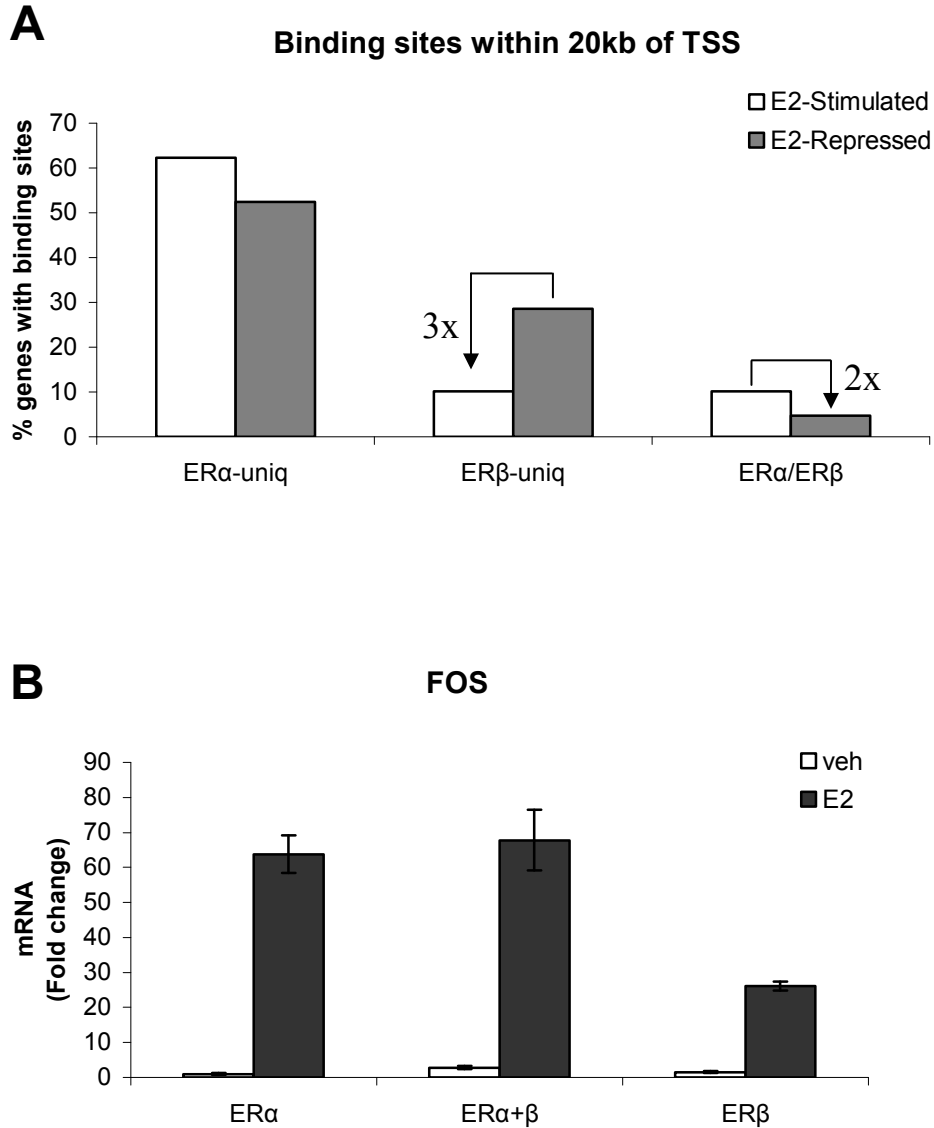 A
Binding sites within 20kb of TSS
E2-Stimulated
E2-Repressed
% genes with binding sites
70
60
50
40
30
20
10
0
3x
2x
ERα-uniq
ERβ-uniq
ERα/ERβ
B
FOS
veh
E2
mRNA
(Fold change)
90
80
70
60
50
40
30
20
10
0
ERα
ERα+β
ERβ